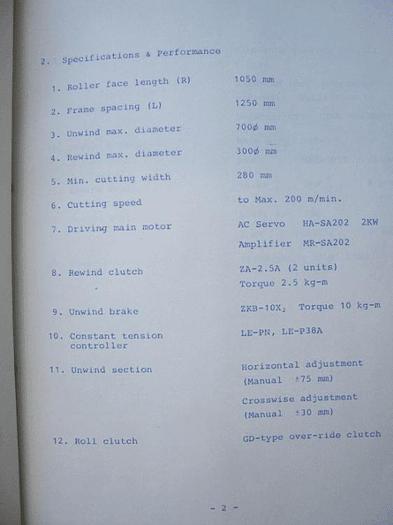 2. Specifications & Performance
1. Roller face length (R) 1050 mm
2. Frame spacing (L) 1250 mm
3. Unwind max. diameter 700ø mm
4. Rewind max. diameter 300ø mm
5. Min. cutting width 280 mm
6. Cutting speed to Max. 200 m/min.
7. Driving main motor AC Servo HA-SA202 2KW
Amplifier MR-SA202
8. Rewind clutch ZA-2.5A (2 units)
Torque 2.5 kg-m
9. Unwind brake ZKB-10X, Torque 10 kg-m
10. Constant tension LE-PN, LE-P38A
controller
11. Unwind section Horizontal adjustment
(Manual ±75 mm)
Crosswise adjustment
(Manual ±30 mm)
12. Roll clutch GD-type over-ride clutch
- 2 -